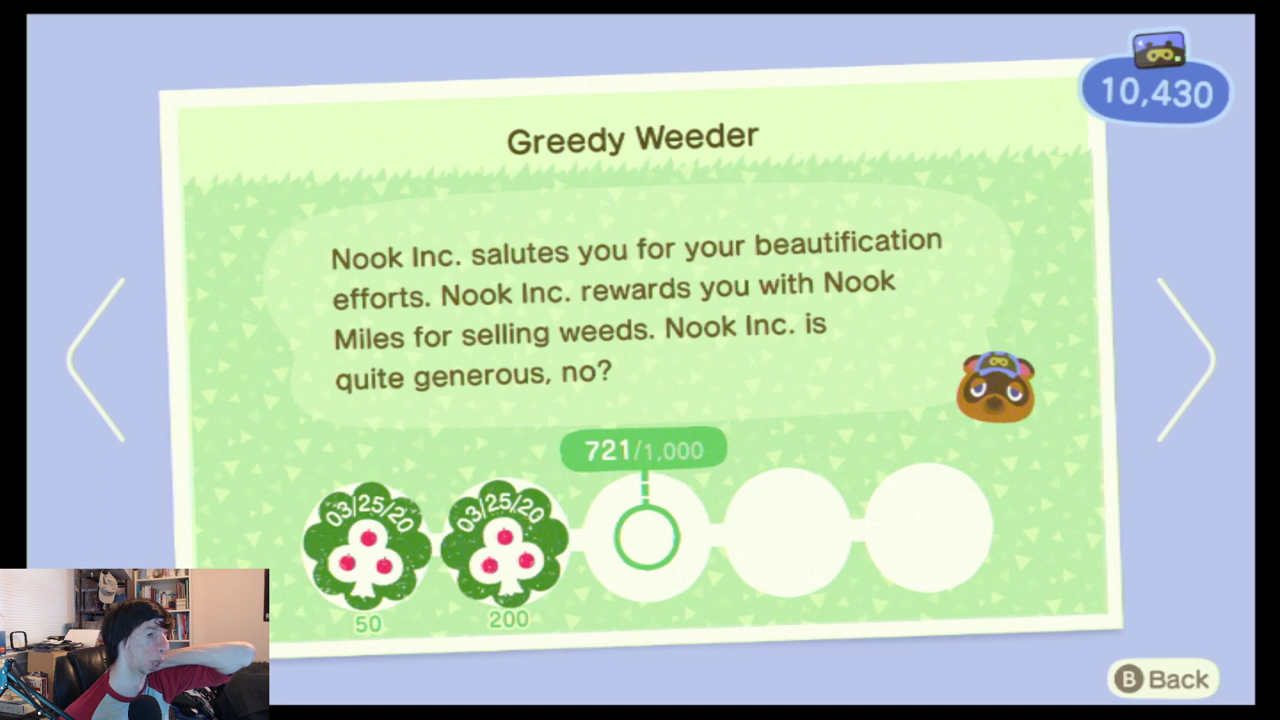 10,430
Greedy Weeder
Nook Inc. salutes you for your beautification
efforts. Nook Inc. rewards you with Nook
Miles for selling weeds. Nook Inc. is
quite generous, no?
721/1,000
03/25/20
03/25/20
50
200
B Back